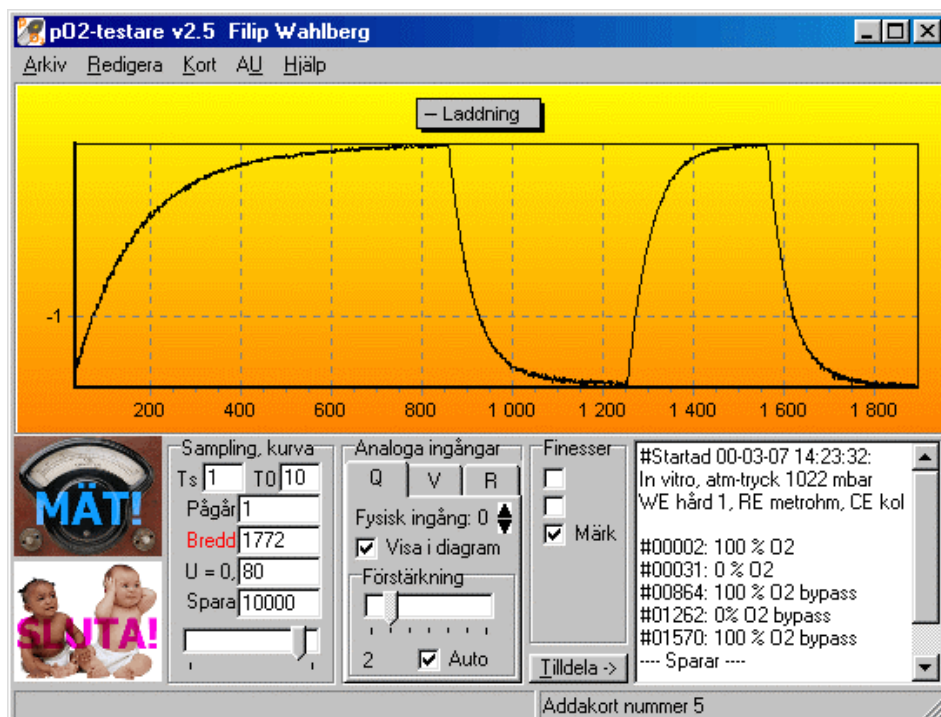 pO2-testare v2.5 Filip Wahlberg
Arkiv Redigera Kort AU Hjälp
– Laddning
-1
200 400 600 800 1 000 1 200 1 400 1 600 1 800
MÄT!
SLUTA!
Sampling, kurva
Ts 1 T0 10
Pågår 1
Bredd 1772
U = 0, 80
Spara 10000
Analoga ingångar
Q V R
Fysisk ingång: 0
Visa i diagram
Förstärkning
2 Auto
Finesser
Märk
Tilldela ->
#Startad 00-03-07 14:23:32:
In vitro, atm-tryck 1022 mbar
WE hård 1, RE metrohm, CE kol
#00002: 100 % O2
#00031: 0 % O2
#00864: 100 % O2 bypass
#01262: 0% O2 bypass
#01570: 100 % O2 bypass
---- Sparar ----
Addakort nummer 5